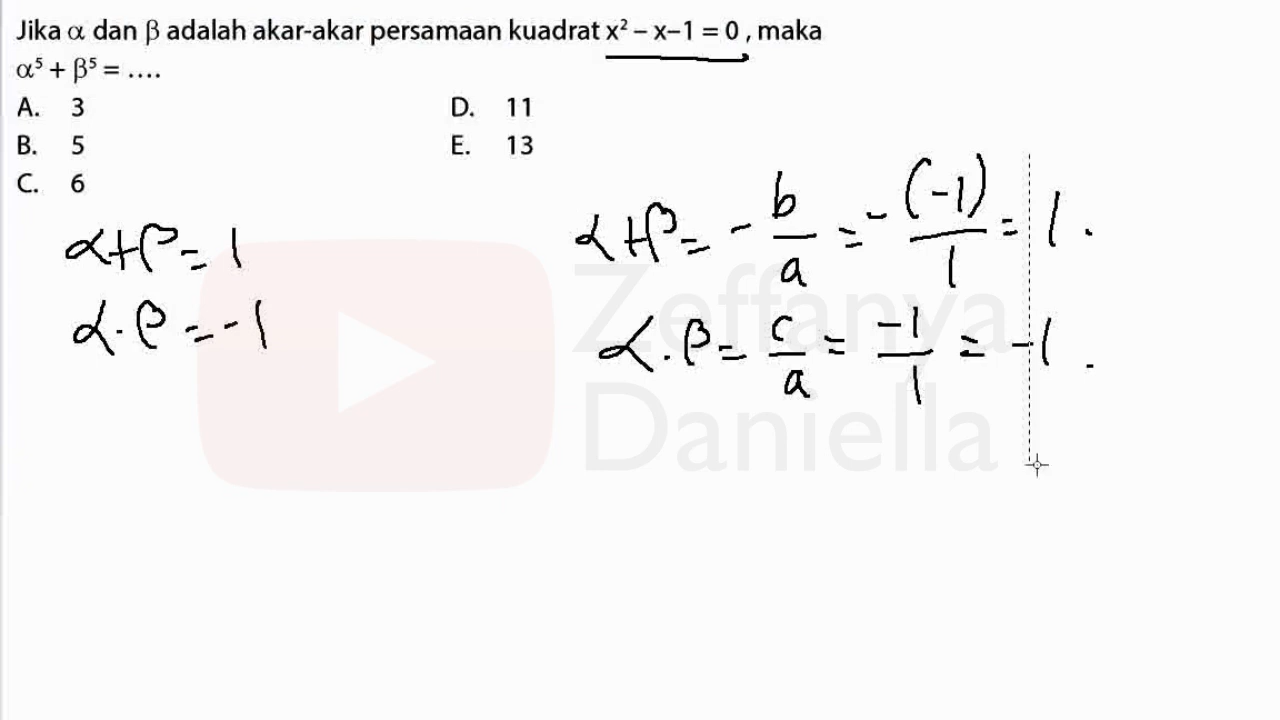 Jika α dan β adalah akar-akar persamaan kuadrat x² – x–1 = 0 , maka
α⁵ + β⁵ = ....
A. 3
B. 5
C. 6
D. 11
E. 13
α+β = 1
α·β = -1
α+β = - b/a = - (-1)/1 = 1 .
α.β = c/a = -1/1 = -1 .
Zeffanya
Daniella